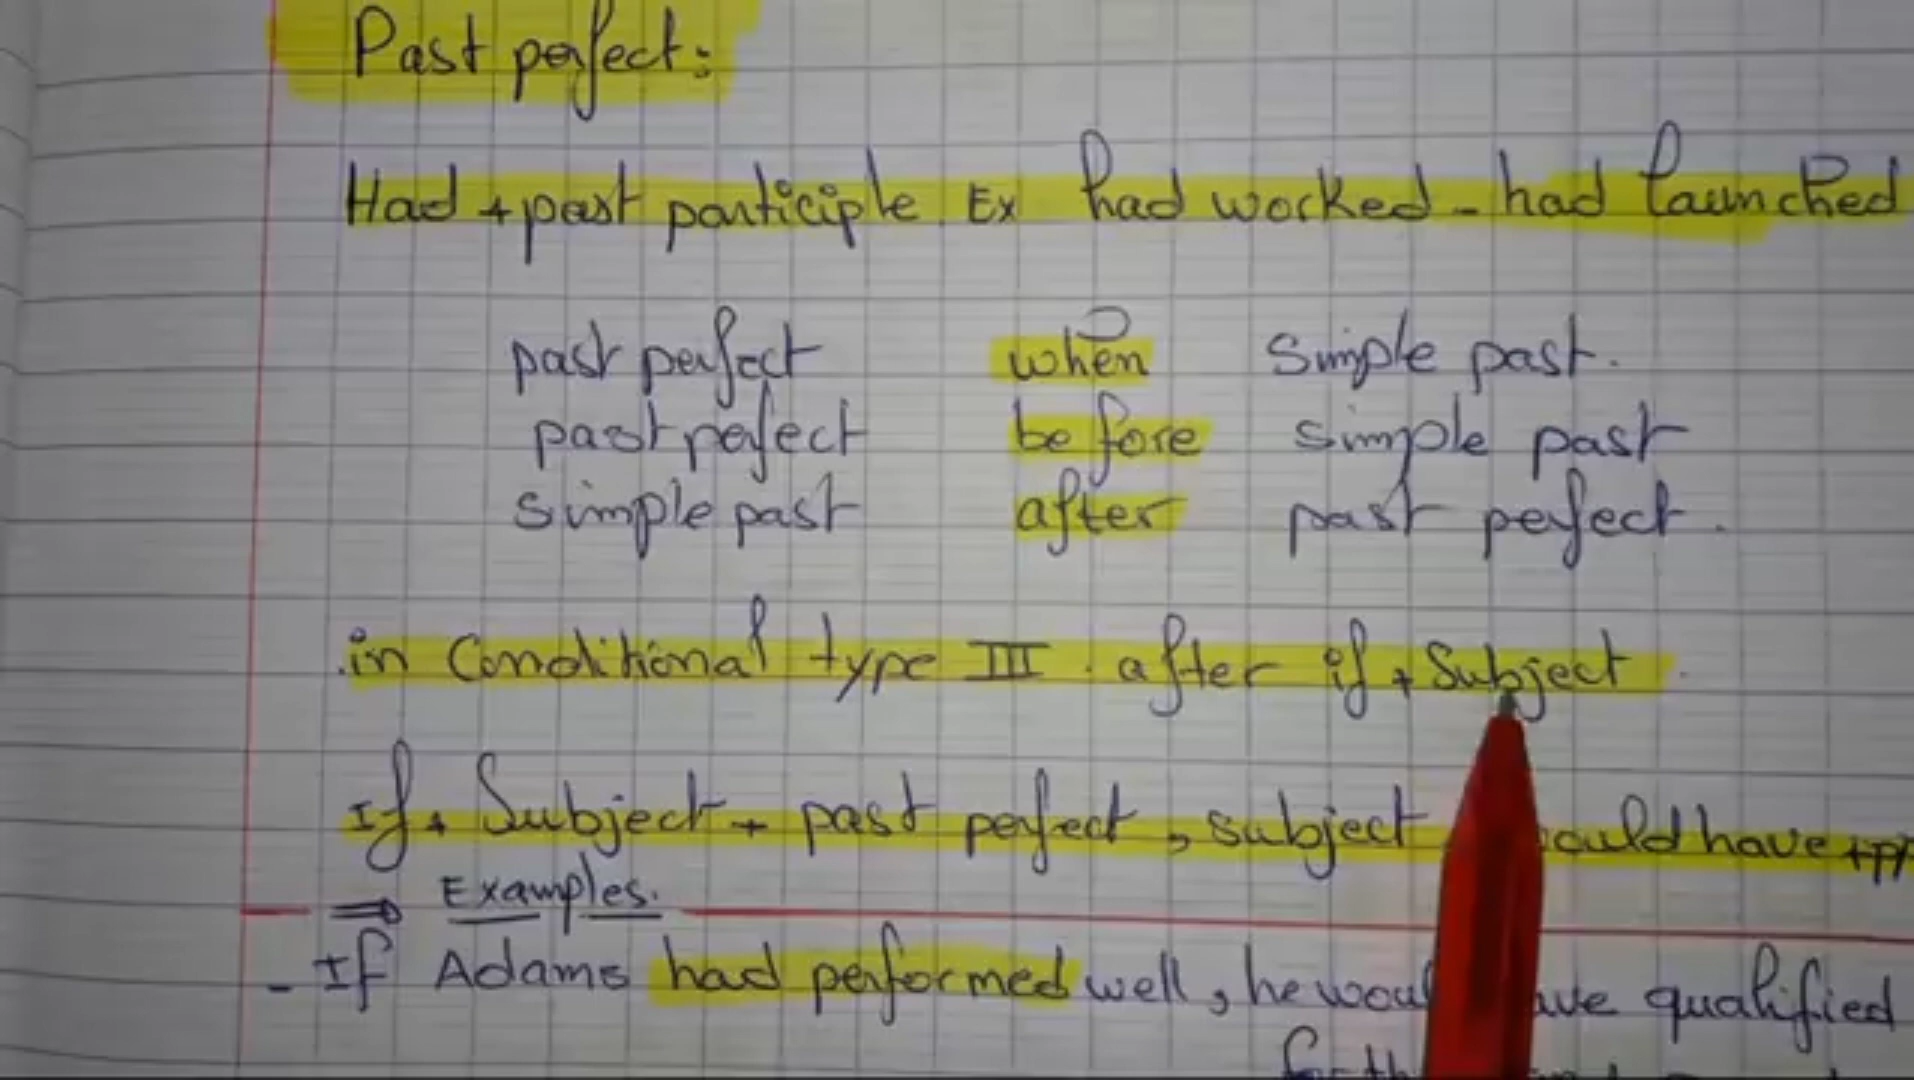 Past perfect:
Had + past participle. Ex had worked - had launched
past perfect when simple past.
past perfect before simple past
simple past after past perfect.
.in Conditional type III. after if + Subject.
If + Subject + past perfect, subject ould have + pp
⇒ Examples.
- If Adams had performed well, he woul ve qualified